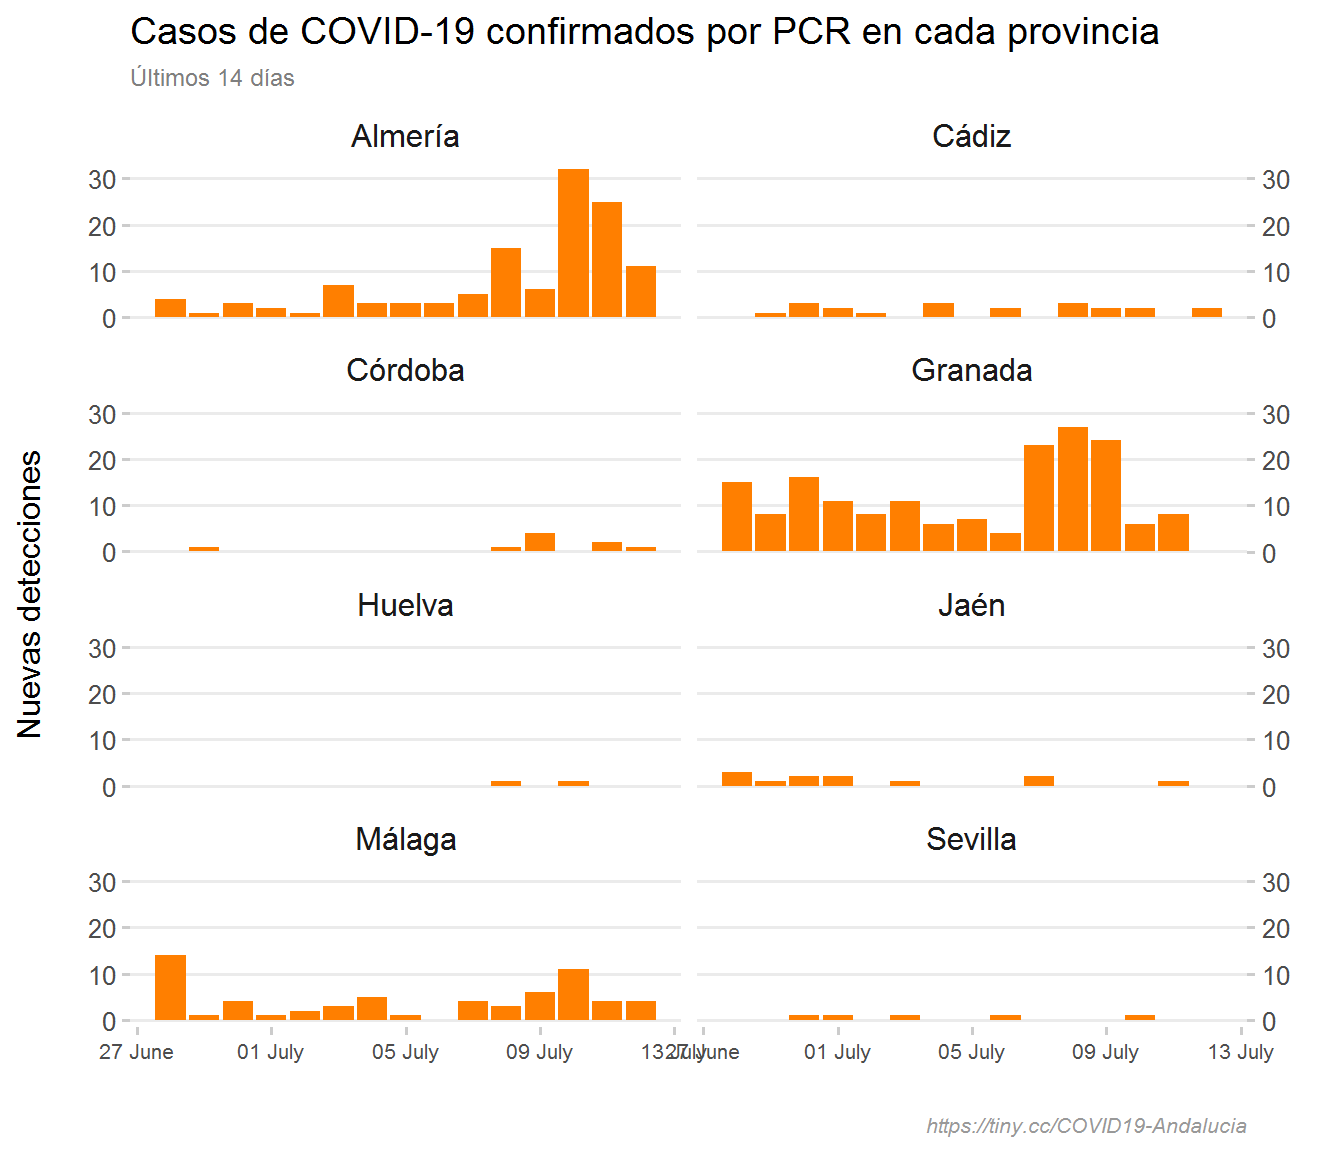 Casos de COVID-19 confirmados por PCR en cada provincia
Últimos 14 días
Almería
Cádiz
30
20
10
0
30
20
10
0
Córdoba
Granada
30
20
10
0
30
20
10
0
Huelva
Jaén
30
20
10
0
30
20
10
0
Málaga
Sevilla
30
20
10
0
30
20
10
0
Nuevas detecciones
27 June 01 July 05 July 09 July 13 July 27 June 01 July 05 July 09 July 13 July
https://tiny.cc/COVID19-Andalucia